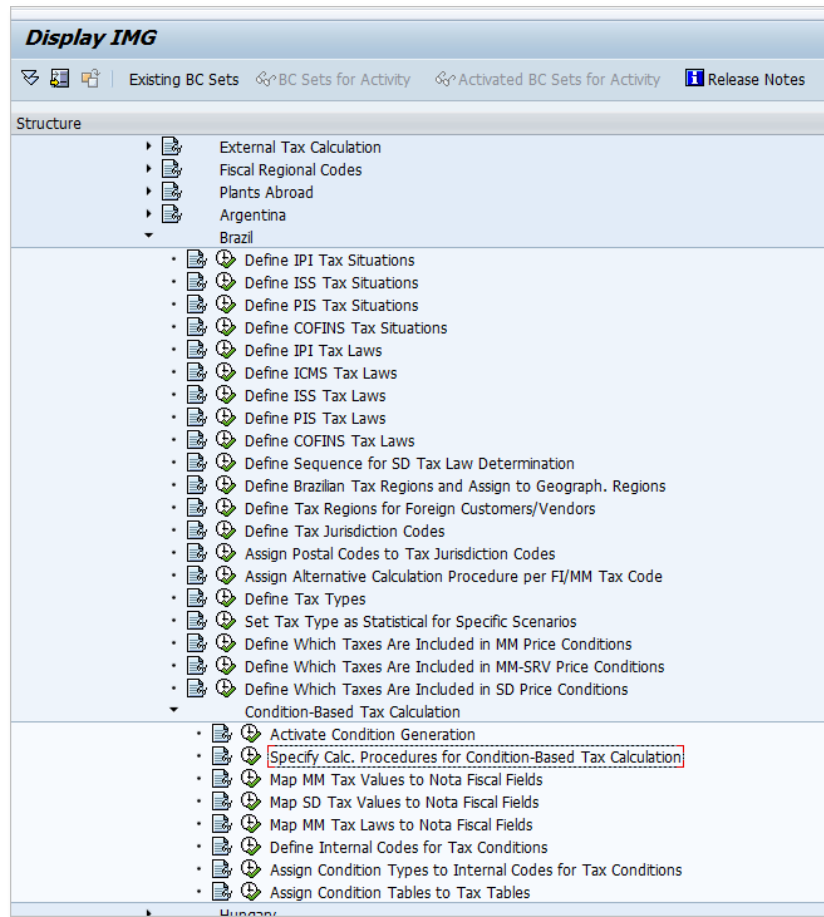 Display IMG
Existing BC Sets BC Sets for Activity Activated BC Sets for Activity Release Notes
Structure
External Tax Calculation
Fiscal Regional Codes
Plants Abroad
Argentina
Brazil
Define IPI Tax Situations
Define ISS Tax Situations
Define PIS Tax Situations
Define COFINS Tax Situations
Define IPI Tax Laws
Define ICMS Tax Laws
Define ISS Tax Laws
Define PIS Tax Laws
Define COFINS Tax Laws
Define Sequence for SD Tax Law Determination
Define Brazilian Tax Regions and Assign to Geograph. Regions
Define Tax Regions for Foreign Customers/Vendors
Define Tax Jurisdiction Codes
Assign Postal Codes to Tax Jurisdiction Codes
Assign Alternative Calculation Procedure per FI/MM Tax Code
Define Tax Types
Set Tax Type as Statistical for Specific Scenarios
Define Which Taxes Are Included in MM Price Conditions
Define Which Taxes Are Included in MM-SRV Price Conditions
Define Which Taxes Are Included in SD Price Conditions
Condition-Based Tax Calculation
Activate Condition Generation
Specify Calc. Procedures for Condition-Based Tax Calculation
Map MM Tax Values to Nota Fiscal Fields
Map SD Tax Values to Nota Fiscal Fields
Map MM Tax Laws to Nota Fiscal Fields
Define Internal Codes for Tax Conditions
Assign Condition Types to Internal Codes for Tax Conditions
Assign Condition Tables to Tax Tables
Hungary